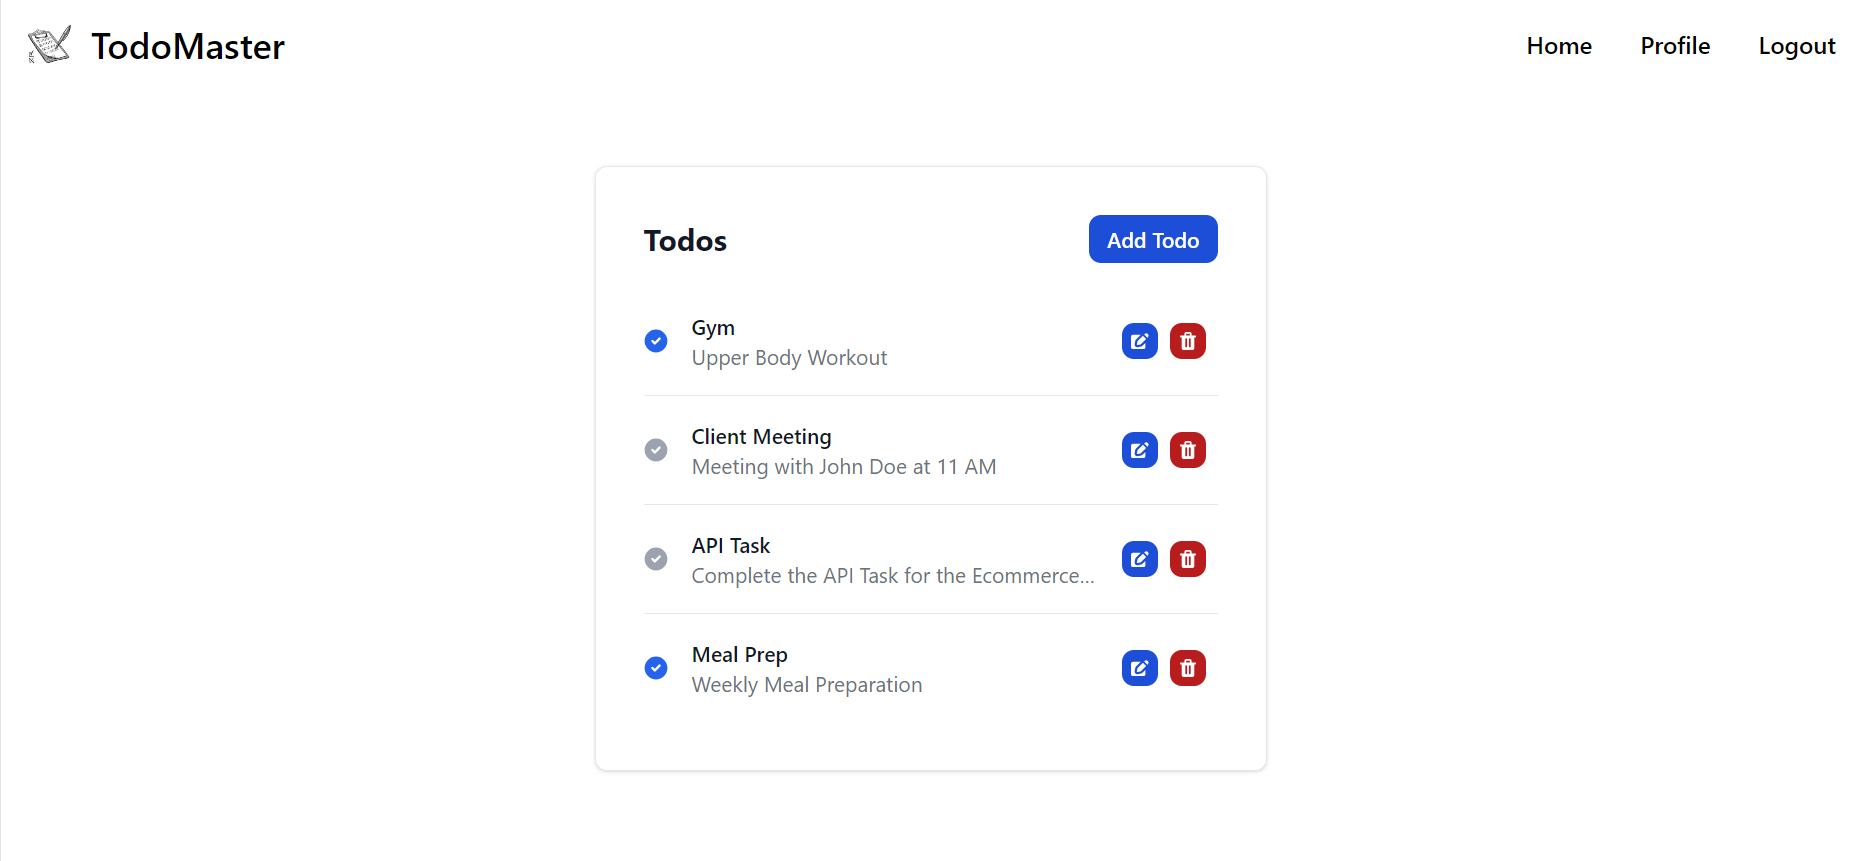 TodoMaster
Home
Profile
Logout
Todos
Add Todo
Gym
Upper Body Workout
Client Meeting
Meeting with John Doe at 11 AM
API Task
Complete the API Task for the Ecommerce...
Meal Prep
Weekly Meal Preparation